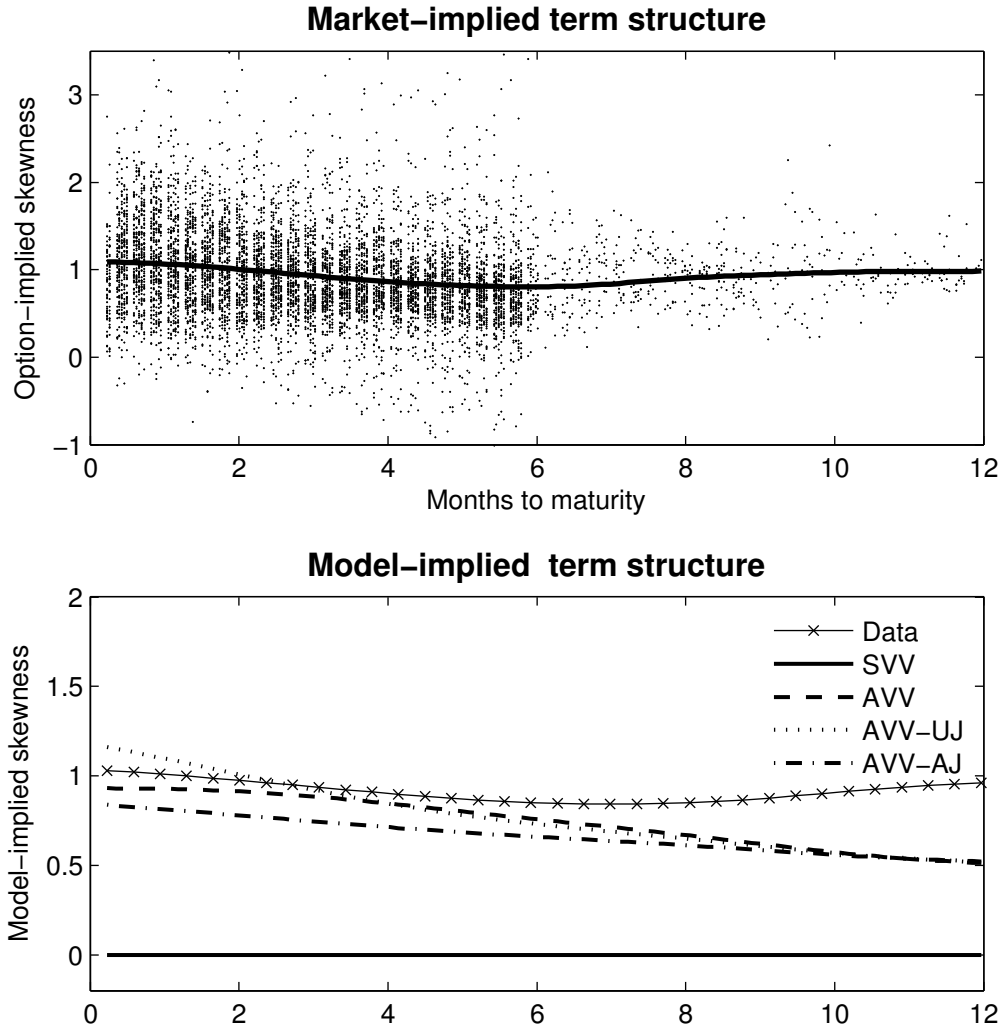 Market−implied term structure
Option−implied skewness
3
2
1
0
−1
0 2 4 6 8 10 12
Months to maturity
Model−implied term structure
Model−implied skewness
2
1.5
1
0.5
0
Data
SVV
AVV
AVV−UJ
AVV−AJ
0 2 4 6 8 10 12